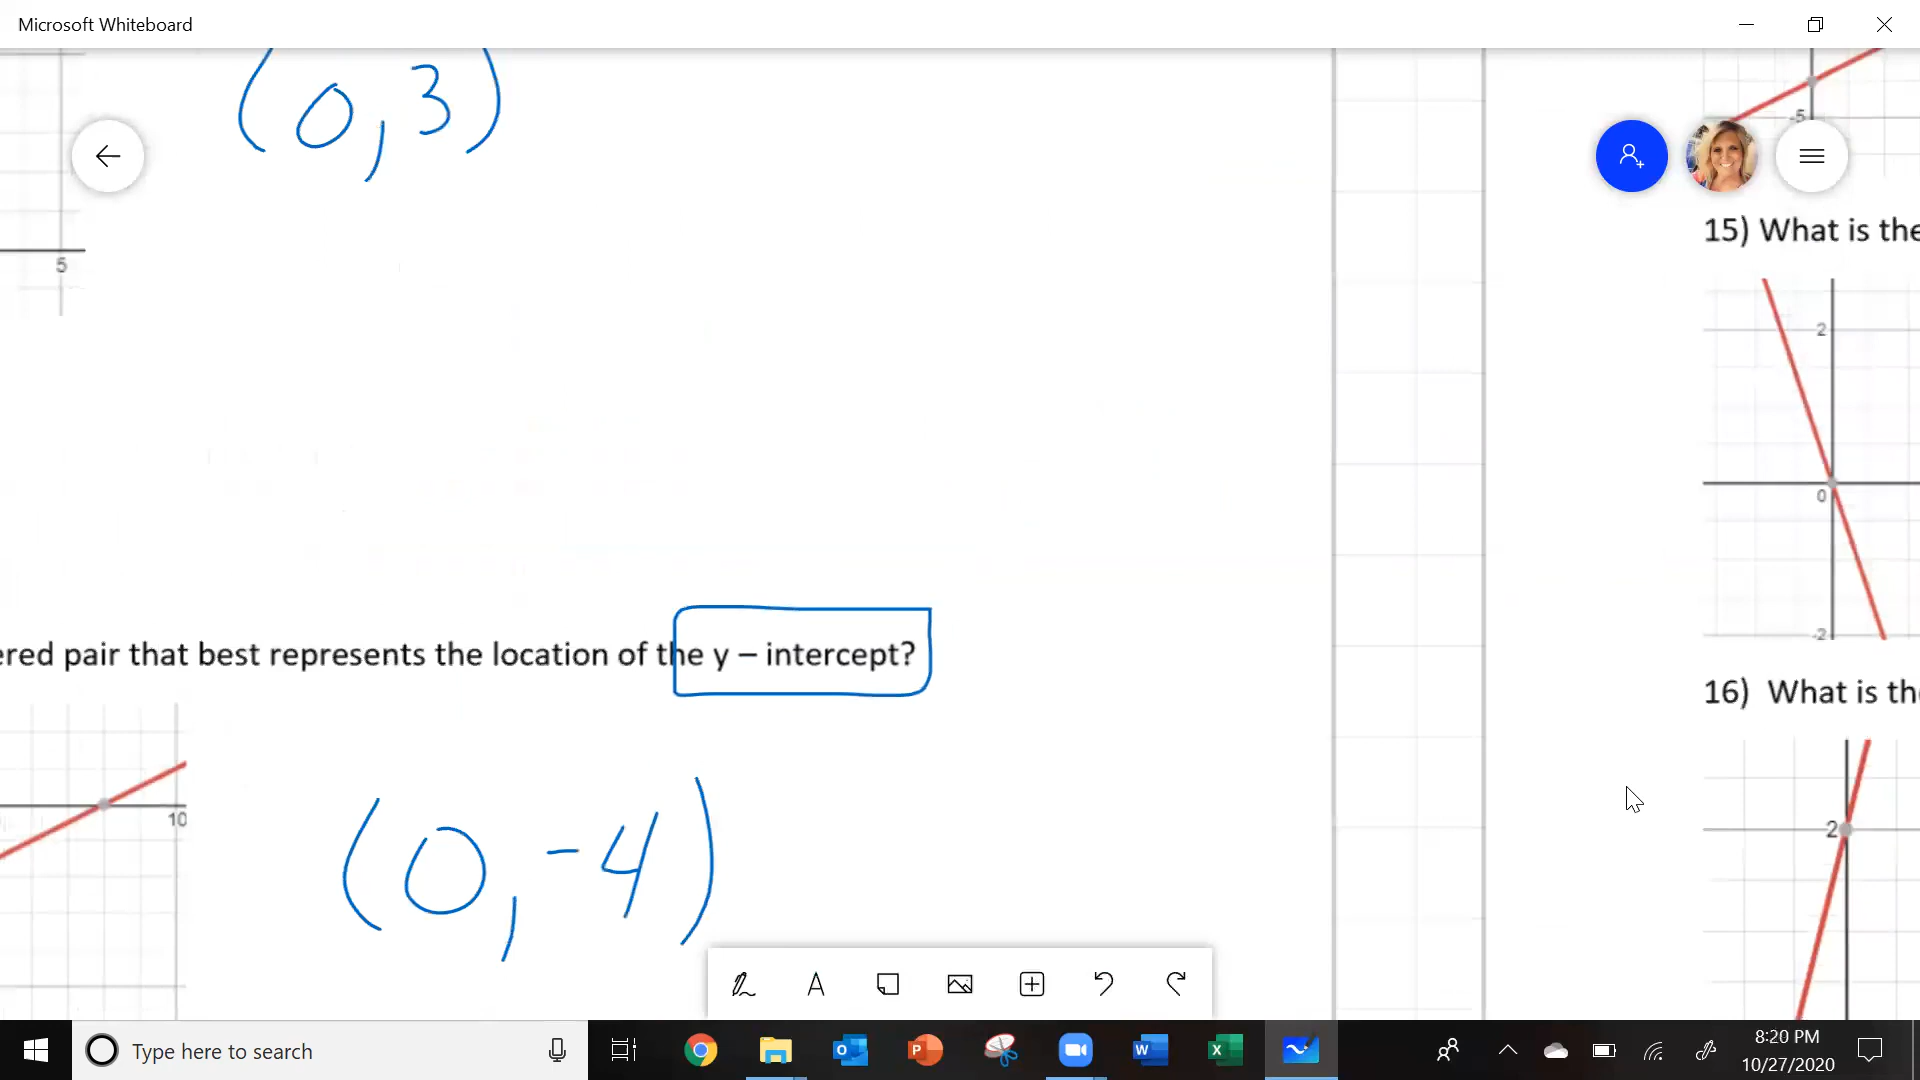 Microsoft Whiteboard
(0,3)
5
-5
15) What is the
2
0
-2
ered pair that best represents the location of the y – intercept?
10
(0, -4)
16) What is th
2
Type here to search
8:20 PM
10/27/2020